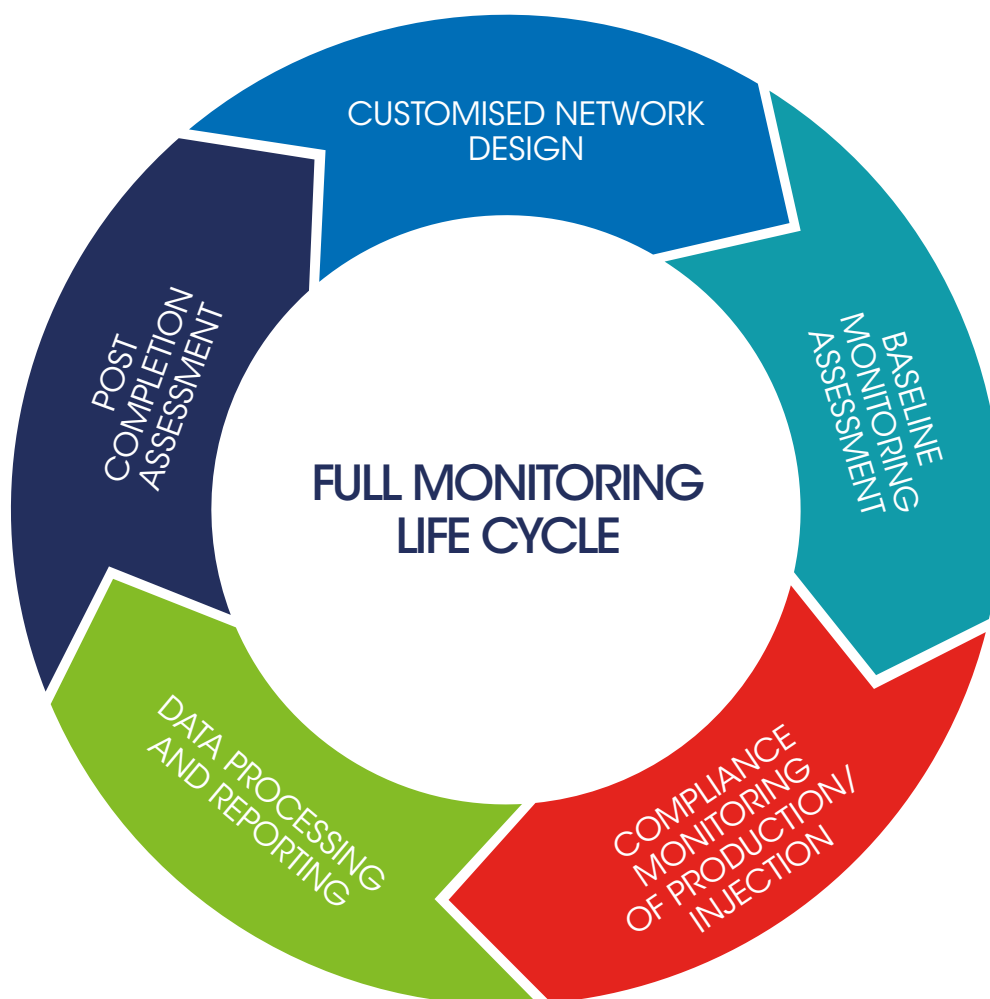 CUSTOMISED NETWORK
DESIGN
BASELINE
MONITORING
ASSESSMENT
COMPLIANCE
MONITORING
OF PRODUCTION/
INJECTION
DATA PROCESSING
AND REPORTING
POST
COMPLETION
ASSESSMENT
FULL MONITORING
LIFE CYCLE